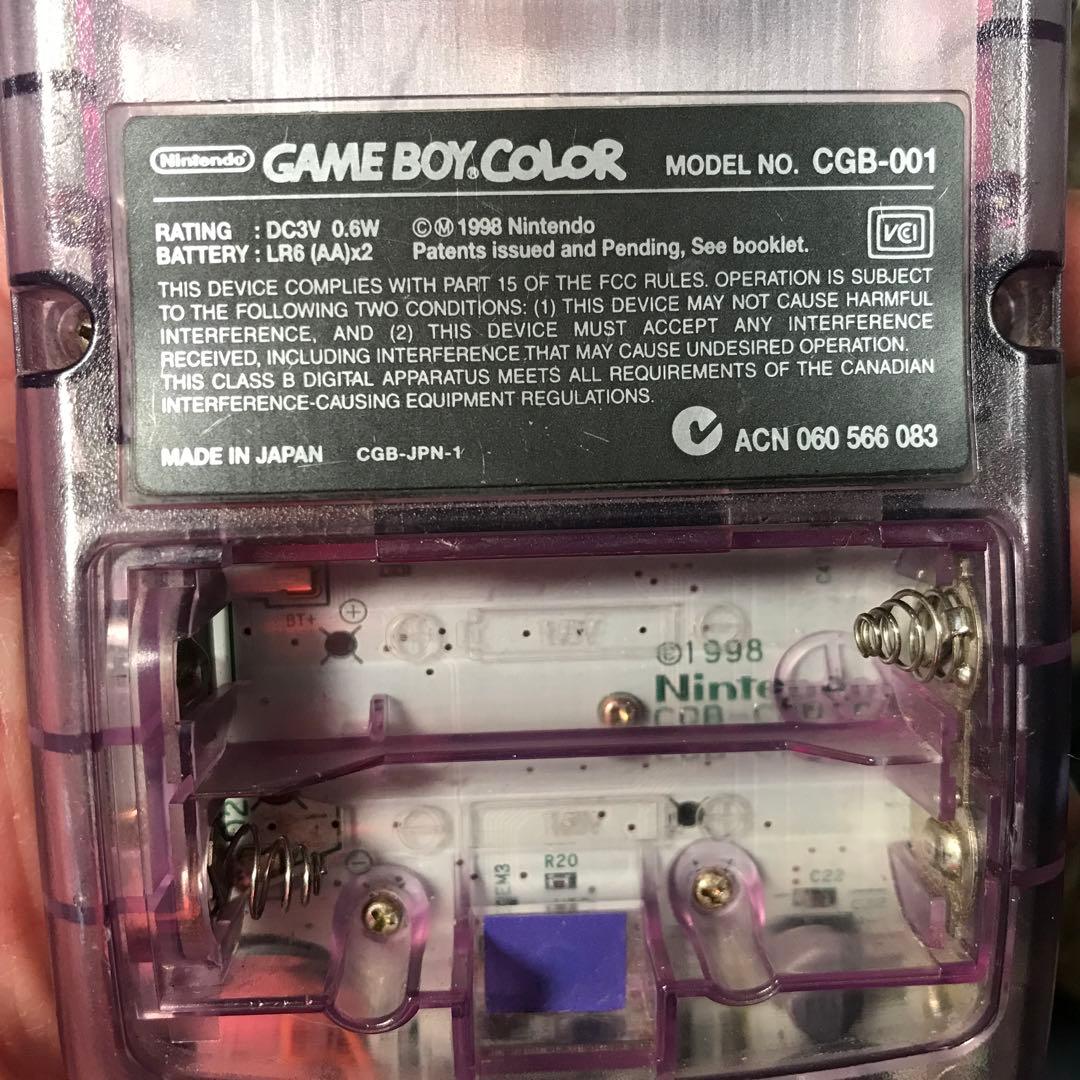 Nintendo GAME BOY COLOR MODEL NO. CGB-001
RATING : DC3V 0.6W ©Ⓜ 1998 Nintendo
BATTERY : LR6 (AA)x2 Patents issued and Pending, See booklet.
VCI
THIS DEVICE COMPLIES WITH PART 15 OF THE FCC RULES. OPERATION IS SUBJECT
TO THE FOLLOWING TWO CONDITIONS: (1) THIS DEVICE MAY NOT CAUSE HARMFUL
INTERFERENCE, AND (2) THIS DEVICE MUST ACCEPT ANY INTERFERENCE
RECEIVED, INCLUDING INTERFERENCE THAT MAY CAUSE UNDESIRED OPERATION.
THIS CLASS B DIGITAL APPARATUS MEETS ALL REQUIREMENTS OF THE CANADIAN
INTERFERENCE-CAUSING EQUIPMENT REGULATIONS.
ACN 060 566 083
MADE IN JAPAN CGB-JPN-1
BT+
©1998
Nintendo
R20
C22